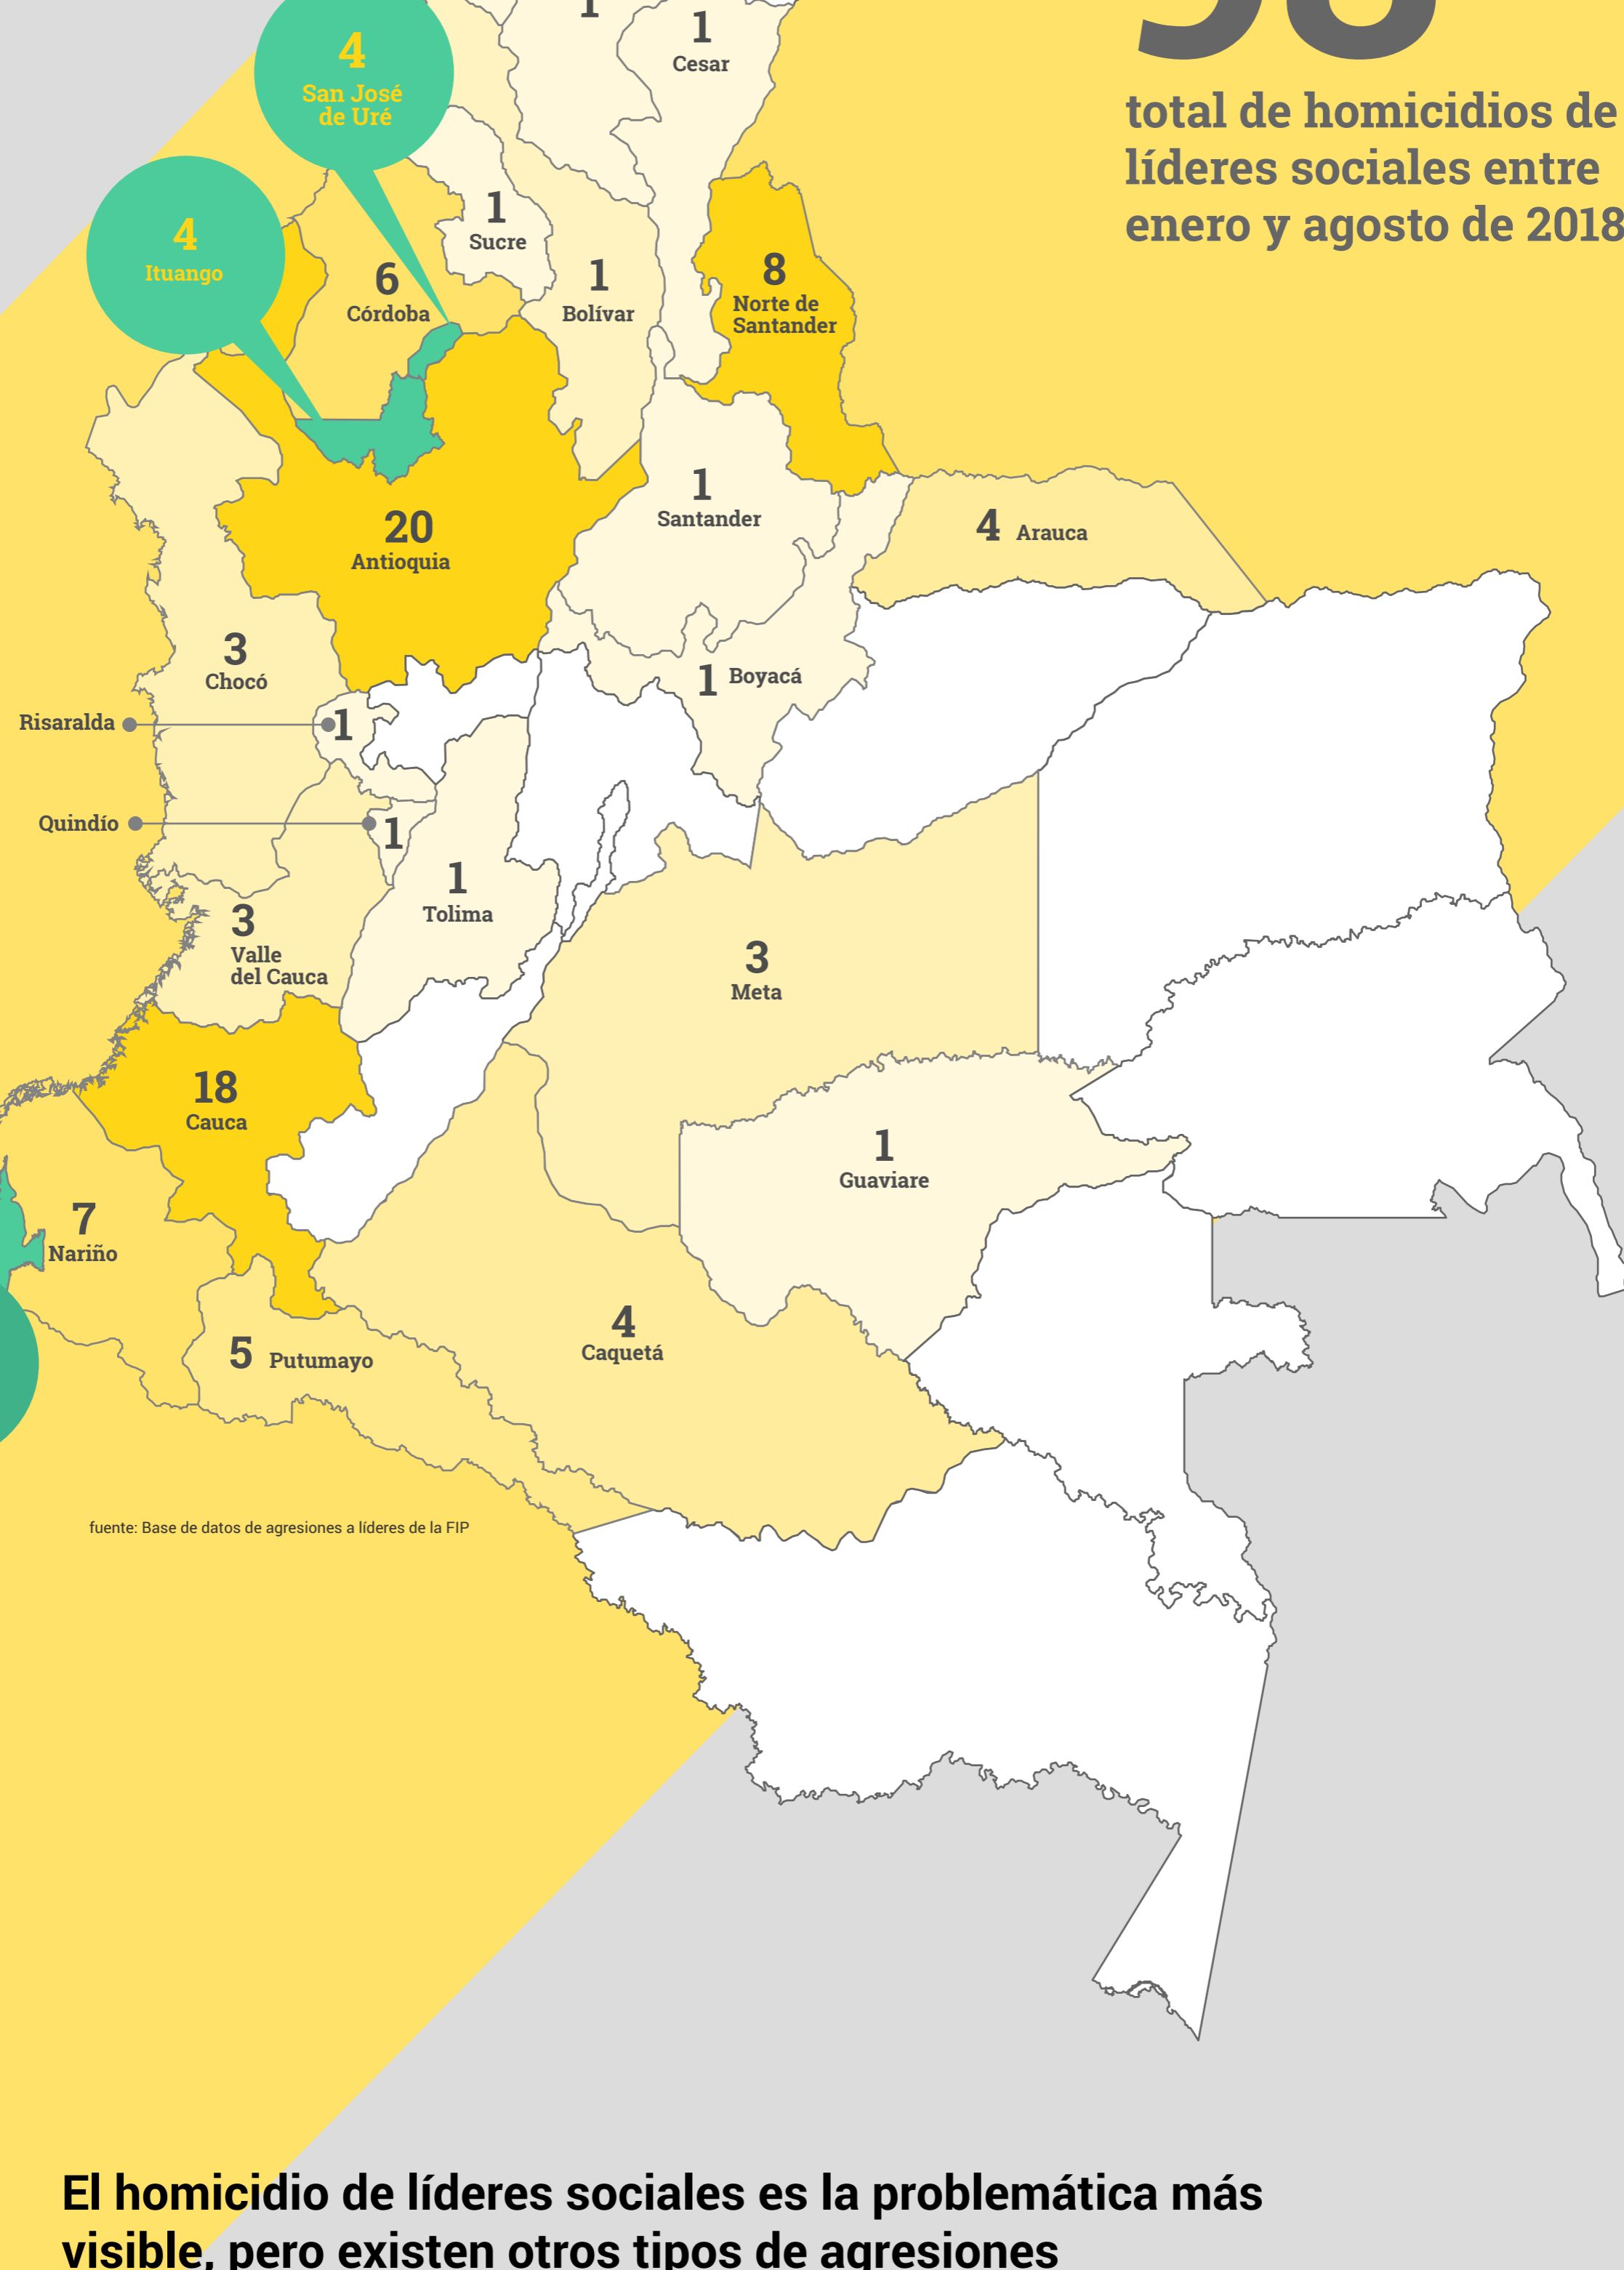 1
1
Cesar
4
San José
de Uré
total de homicidios de
líderes sociales entre
enero y agosto de 2018
1
Sucre
4
Ituango
6
Córdoba
1
Bolívar
8
Norte de
Santander
1
Santander
20
Antioquia
4 Arauca
3
Chocó
1 Boyacá
Risaralda 1
Quindío 1
1
Tolima
3
Valle
del Cauca
3
Meta
18
Cauca
1
Guaviare
7
Nariño
4
Caquetá
5 Putumayo
fuente: Base de datos de agresiones a líderes de la FIP
El homicidio de líderes sociales es la problemática más
visible, pero existen otros tipos de agresiones